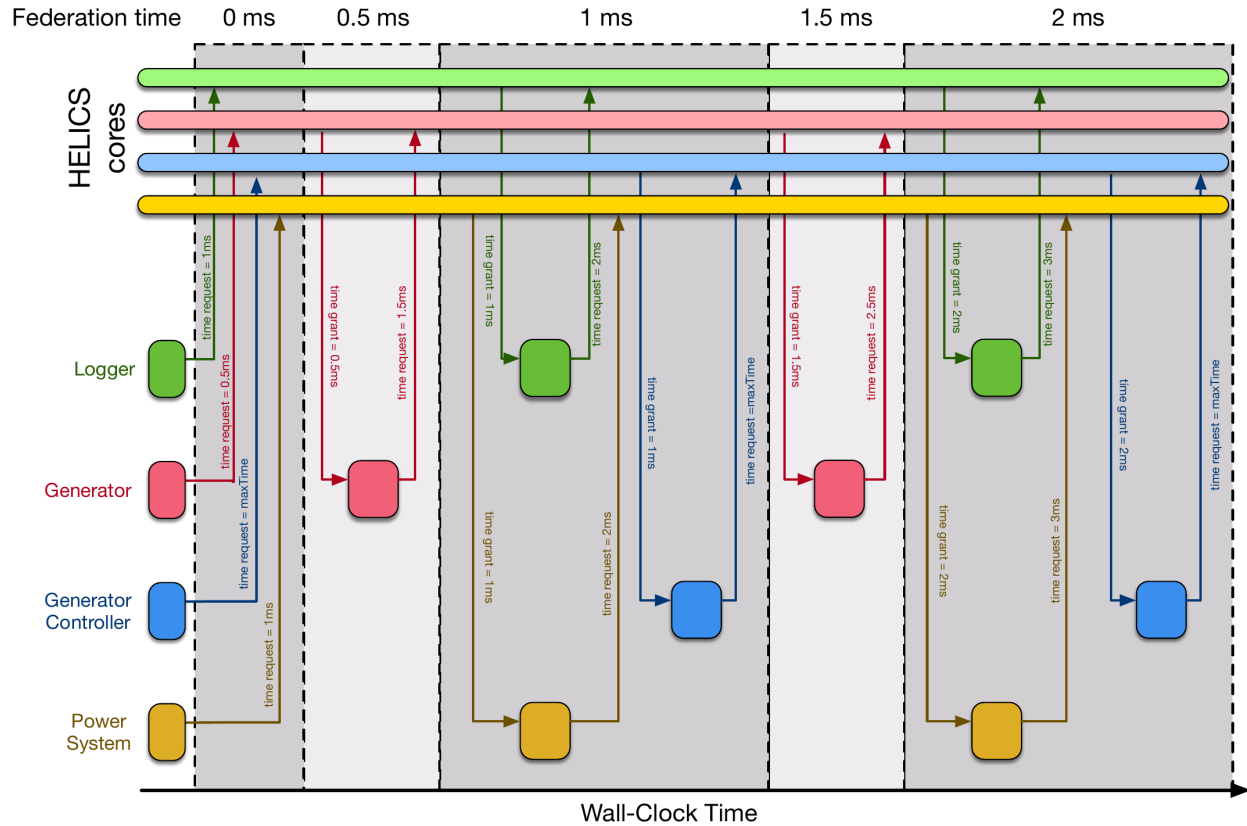 Federation time
0 ms
0.5 ms
1 ms
1.5 ms
2 ms
HELICS
cores
Logger
Generator
Generator
Controller
Power
System
time request = 1ms
time request = 0.5ms
time request = maxTime
time request = 1ms
time grant = 0.5ms
time request = 1.5ms
time grant = 1ms
time request = 2ms
time grant = 1ms
time request = 2ms
time grant = 1ms
time request =maxTime
time grant = 1.5ms
time request = 2.5ms
time grant = 2ms
time request = 3ms
time grant = 2ms
time request = 3ms
time grant = 2ms
time request = maxTime
Wall-Clock Time